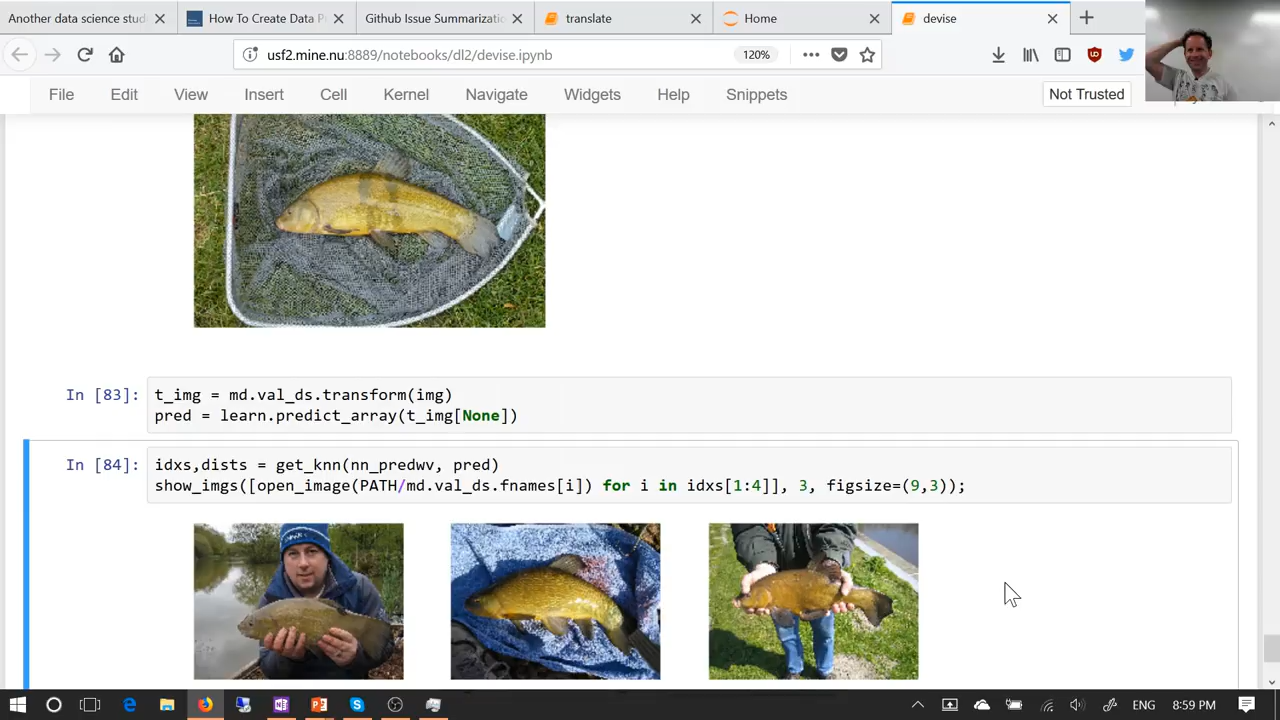 Another data science stud
How To Create Data P
Github Issue Summarizatio
translate
Home
devise
usf2.mine.nu:8889/notebooks/dl2/devise.ipynb
120%
File Edit View Insert Cell Kernel Navigate Widgets Help Snippets
Not Trusted
In [83]:
t_img = md.val_ds.transform(img)
pred = learn.predict_array(t_img[None])
In [84]:
idxs,dists = get_knn(nn_predwv, pred)
show_imgs([open_image(PATH/md.val_ds.fnames[i]) for i in idxs[1:4]], 3, figsize=(9,3));
ENG
8:59 PM